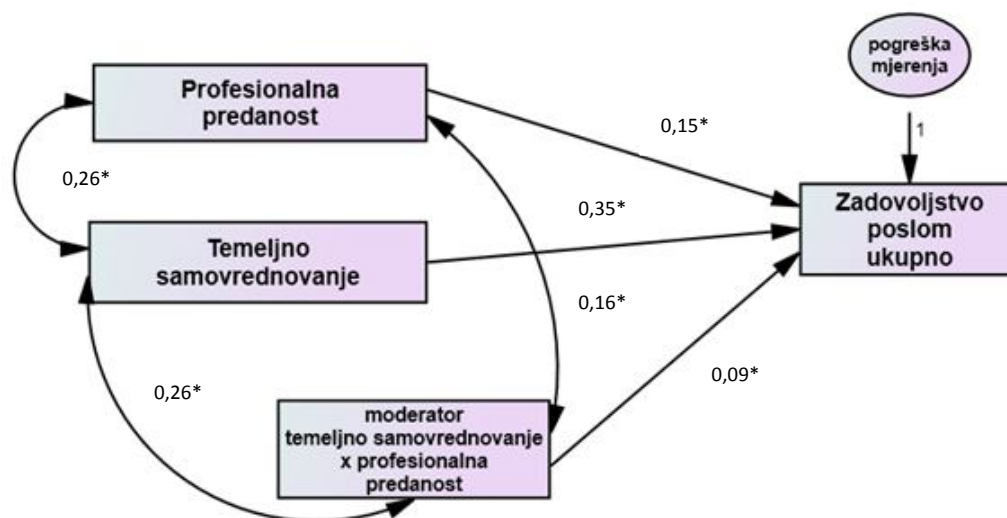 pogreška
mjerenja
1
Profesionalna
predanost
0,15*
0,26*
Temeljno
samovrednovanje
0,35*
Zadovoljstvo
poslom
ukupno
0,16*
0,09*
0,26*
moderator
temeljno samovrednovanje
x profesionalna
predanost